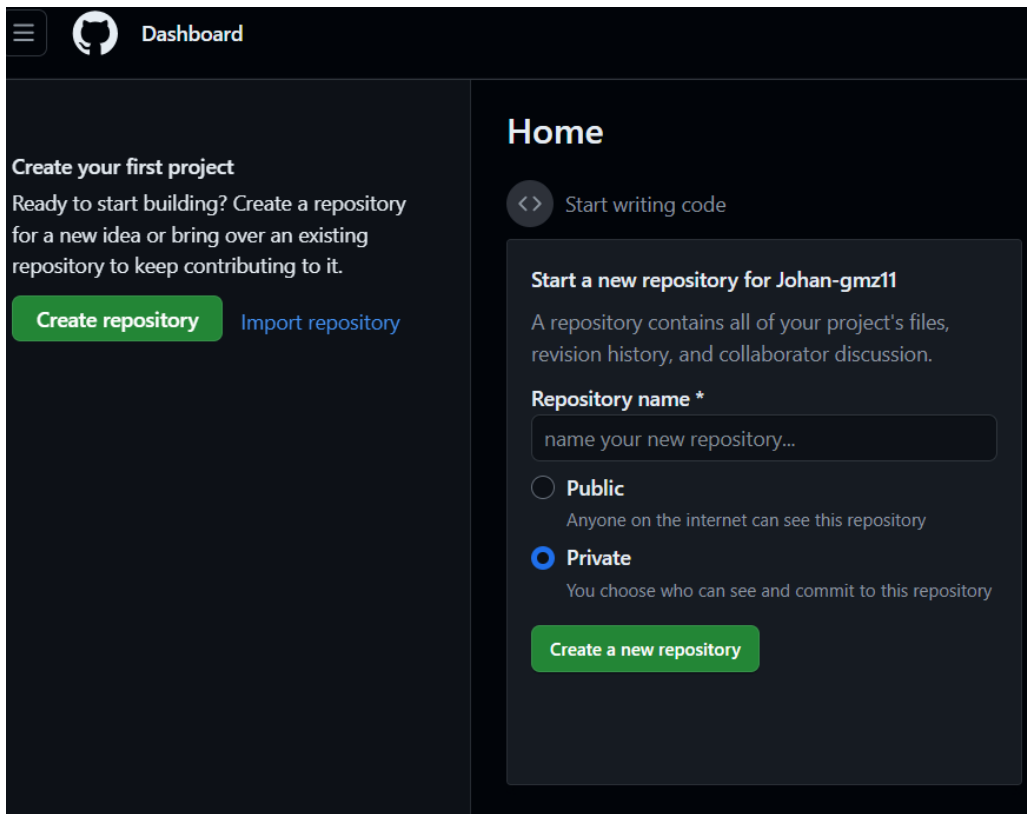 Dashboard
Create your first project
Ready to start building? Create a repository
for a new idea or bring over an existing
repository to keep contributing to it.
Create repository
Import repository
Home
Start writing code
Start a new repository for Johan-gmz11
A repository contains all of your project's files,
revision history, and collaborator discussion.
Repository name *
name your new repository...
Public
Anyone on the internet can see this repository
Private
You choose who can see and commit to this repository
Create a new repository